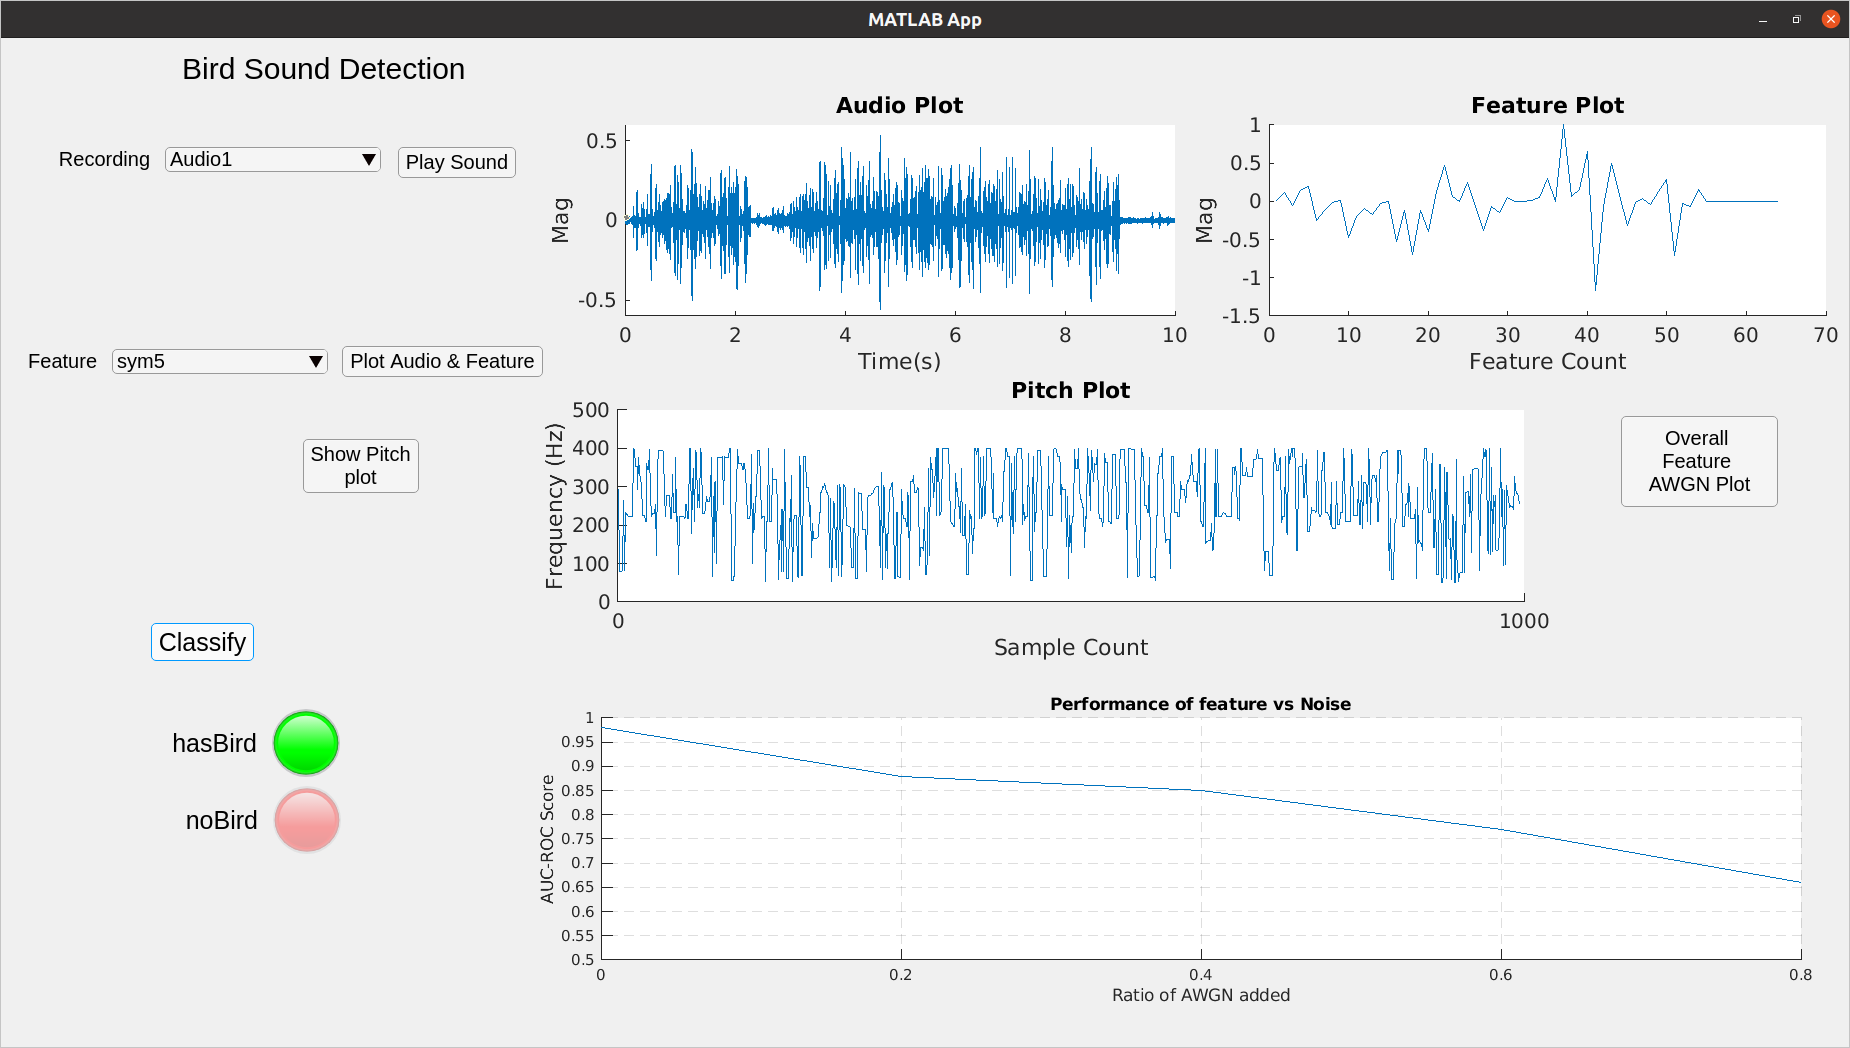 MATLAB App
Bird Sound Detection
Recording
Audio1
Play Sound
Feature
sym5
Plot Audio & Feature
Show Pitch
plot
Classify
hasBird
noBird
Audio Plot
Mag
0.5
0
-0.5
0 2 4 6 8 10
Time(s)
Feature Plot
Mag
1
0.5
0
-0.5
-1
-1.5
0 10 20 30 40 50 60 70
Feature Count
Pitch Plot
Frequency (Hz)
500
400
300
200
100
0
0 1000
Sample Count
Overall
Feature
AWGN Plot
Performance of feature vs Noise
AUC-ROC Score
1
0.95
0.9
0.85
0.8
0.75
0.7
0.65
0.6
0.55
0.5
0 0.2 0.4 0.6 0.8
Ratio of AWGN added